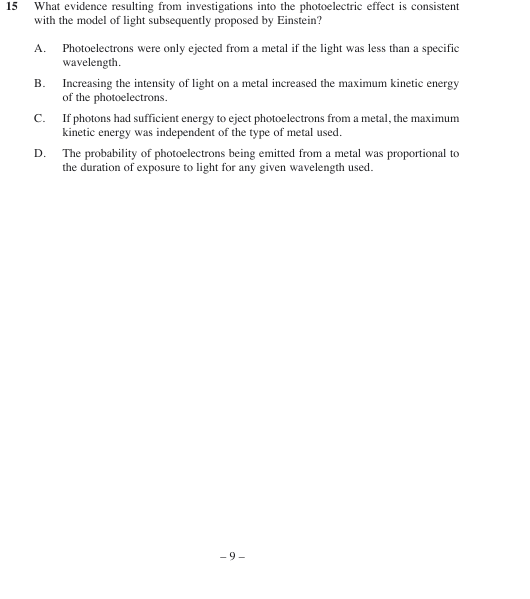 15 What evidence resulting from investigations into the photoelectric effect is consistent
with the model of light subsequently proposed by Einstein?
A. Photoelectrons were only ejected from a metal if the light was less than a specific
wavelength.
B. Increasing the intensity of light on a metal increased the maximum kinetic energy
of the photoelectrons.
C. If photons had sufficient energy to eject photoelectrons from a metal, the maximum
kinetic energy was independent of the type of metal used.
D. The probability of photoelectrons being emitted from a metal was proportional to
the duration of exposure to light for any given wavelength used.
– 9 –